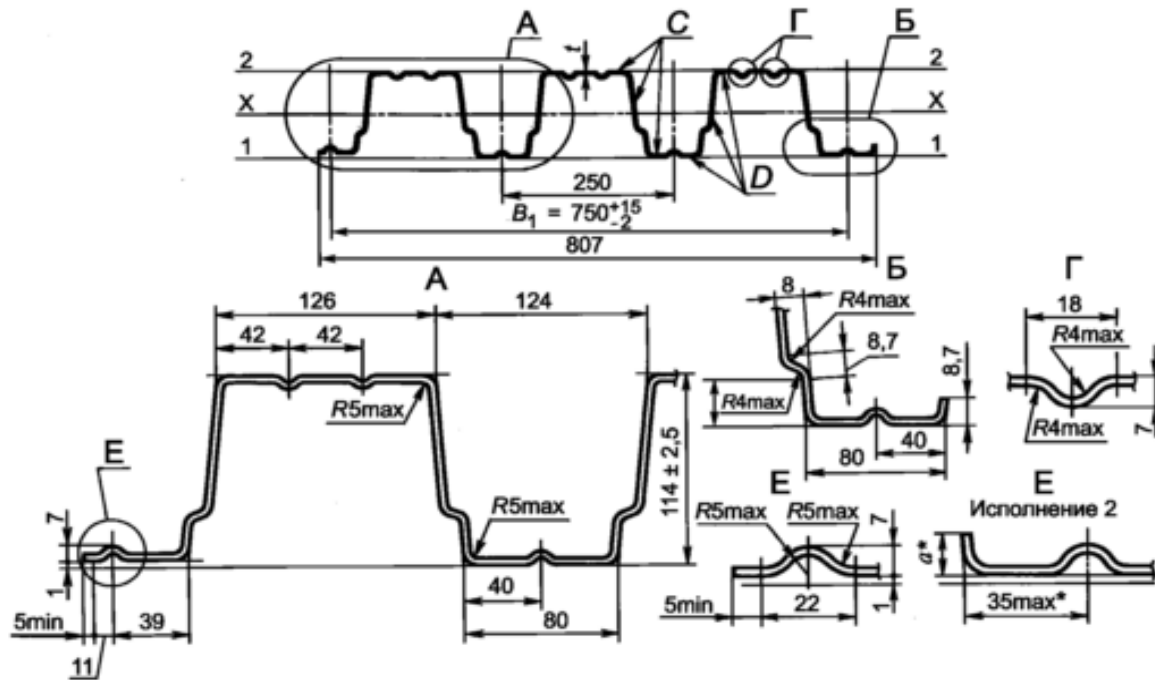 А
C
Г
Б
t
2
2
X
X
1
1
D
250
B₁ = 750 +15 -2
807
А
126
124
42
42
R5max
114 ± 2,5
Е
7
1
5min
11
39
R5max
40
80
Б
8
R4max
8,7
8,7
R4max
40
80
Г
18
R4max
R4max
7
Е
R5max
R5max
7
5min
22
1
Е
Исполнение 2
a*
35max*